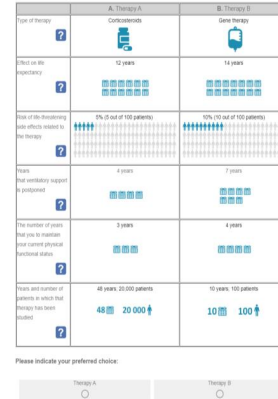 A. Therapy A
B. Therapy B
Type of therapy
Corticosteroids
Gene therapy
?
Effect on life
expectancy
12 years
14 years
?
Risk of life-threatening
side effects related to
the therapy
5% (5 out of 100 patients)
10% (10 out of 100 patients)
?
Years
that ventilatory support
is postponed
4 years
7 years
?
The number of years
that you to maintain
your current physical
functional status
3 years
4 years
?
Years and number of
patients in which that
therapy has been
studied
48 years, 20,000 patients
10 years, 100 patients
48 20 000
10 100
?
Please indicate your preferred choice:
Therapy A
Therapy B